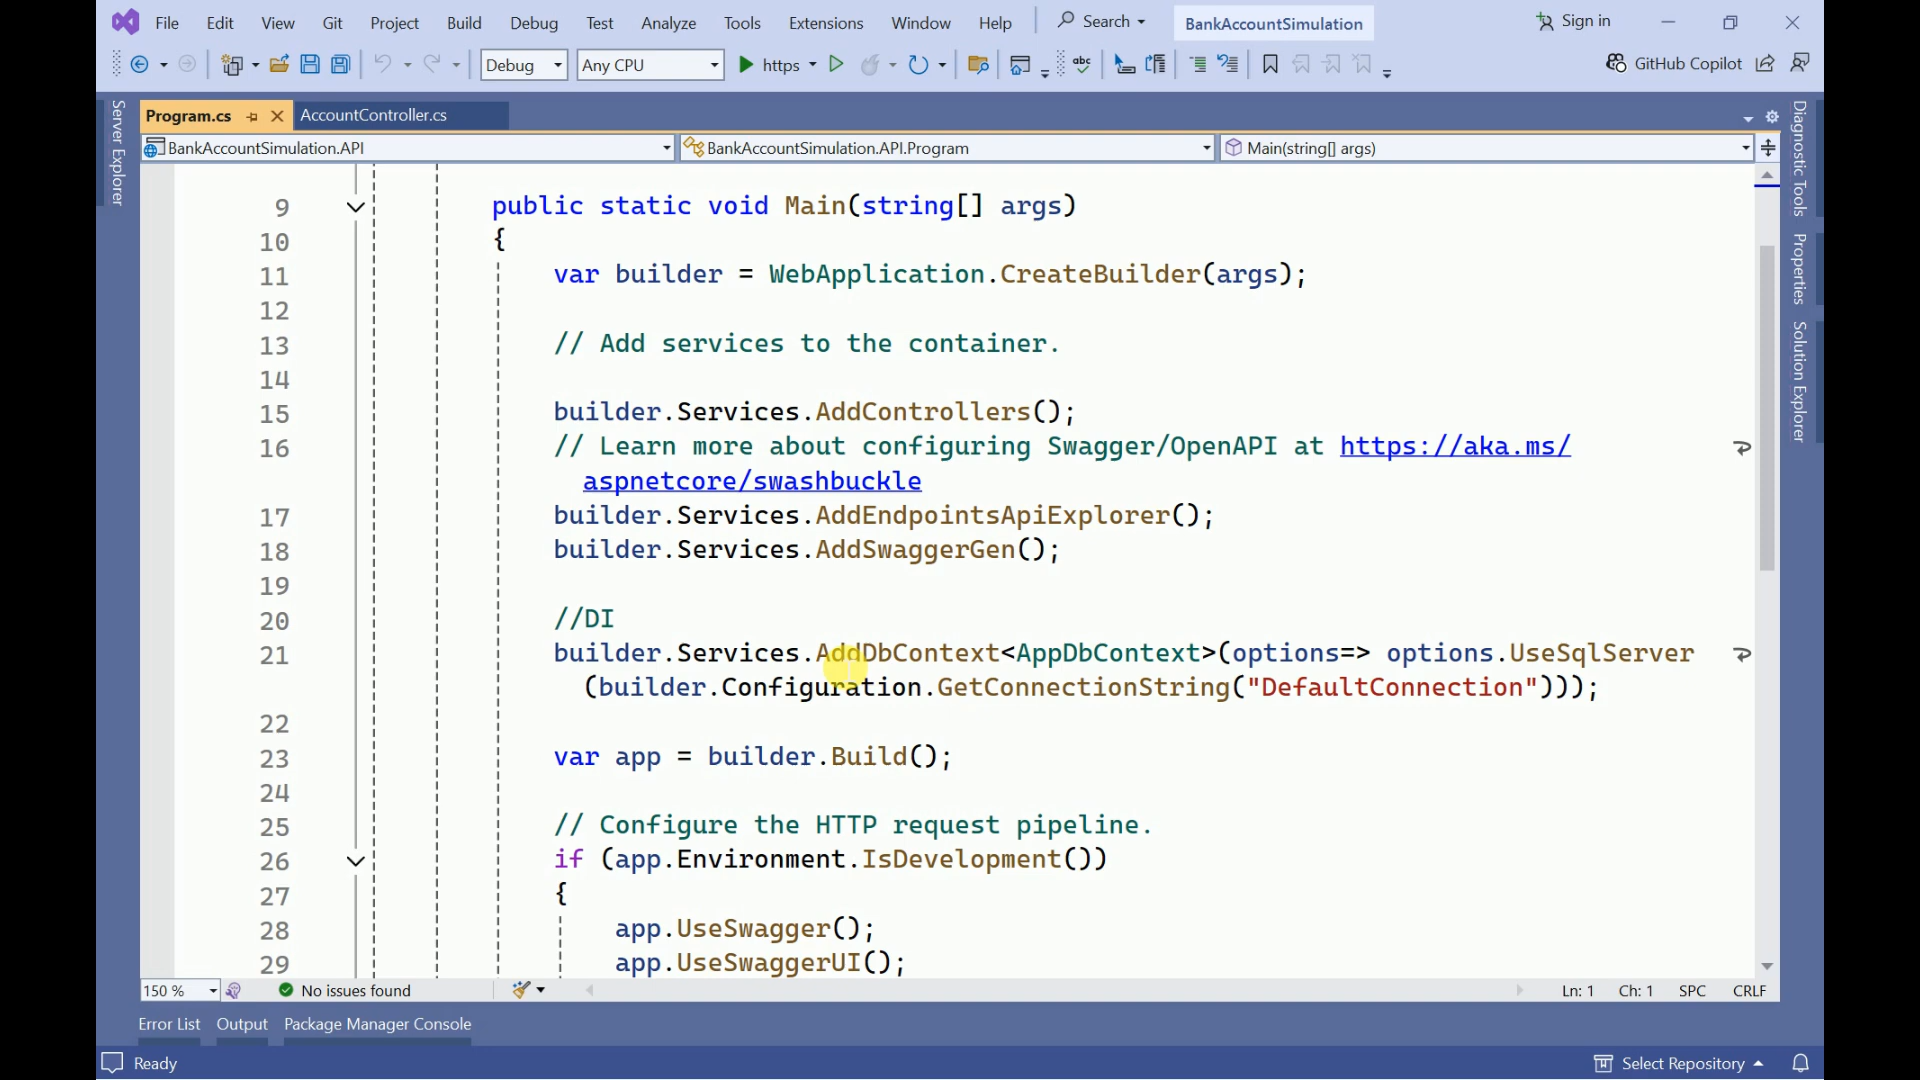 File Edit View Git Project Build Debug Test Analyze Tools Extensions Window Help Search BankAccountSimulation Sign in
Debug Any CPU https abc GitHub Copilot
Program.cs AccountController.cs
BankAccountSimulation.API BankAccountSimulation.API.Program Main(string[] args)
Server Explorer
Diagnostic Tools
Properties
Solution Explorer
9 public static void Main(string[] args)
10 {
11 var builder = WebApplication.CreateBuilder(args);
12
13 // Add services to the container.
14
15 builder.Services.AddControllers();
16 // Learn more about configuring Swagger/OpenAPI at https://aka.ms/
aspnetcore/swashbuckle
17 builder.Services.AddEndpointsApiExplorer();
18 builder.Services.AddSwaggerGen();
19
20 //DI
21 builder.Services.AddDbContext<AppDbContext>(options=> options.UseSqlServer
(builder.Configuration.GetConnectionString("DefaultConnection")));
22
23 var app = builder.Build();
24
25 // Configure the HTTP request pipeline.
26 if (app.Environment.IsDevelopment())
27 {
28 app.UseSwagger();
29 app.UseSwaggerUI();
150 % No issues found Ln: 1 Ch: 1 SPC CRLF
Error List Output Package Manager Console
Ready Select Repository